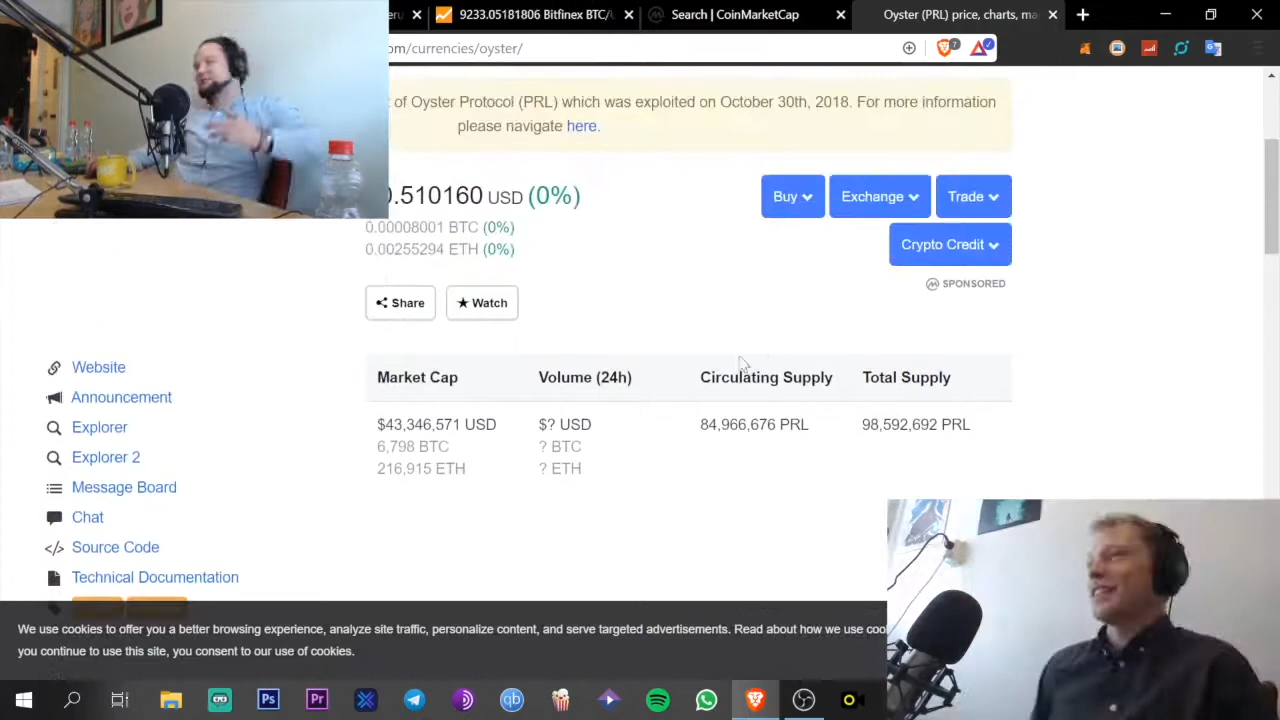 9233.05181806 Bitfinex BTC/
Search | CoinMarketCap
Oyster (PRL) price, charts, ma
om/currencies/oyster/
7
of Oyster Protocol (PRL) which was exploited on October 30th, 2018. For more information
please navigate here.
.510160 USD (0%)
0.00008001 BTC (0%)
0.00255294 ETH (0%)
Buy
Exchange
Trade
Crypto Credit
SPONSORED
Share
Watch
Website
Announcement
Explorer
Explorer 2
Message Board
Chat
Source Code
Technical Documentation
Market Cap Volume (24h) Circulating Supply Total Supply
$43,346,571 USD $? USD 84,966,676 PRL 98,592,692 PRL
6,798 BTC ? BTC
216,915 ETH ? ETH
We use cookies to offer you a better browsing experience, analyze site traffic, personalize content, and serve targeted advertisements. Read about how we use coo
you continue to use this site, you consent to our use of cookies.
Ps
Pr
qb